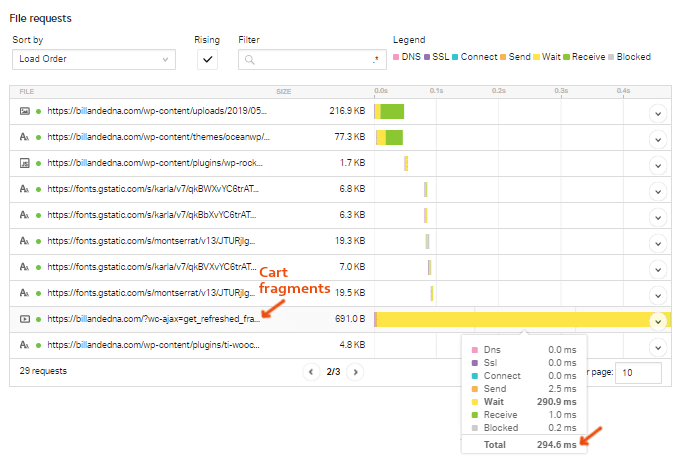 File requests
Sort by Rising Filter Legend
Load Order .* DNS SSL Connect Send Wait Receive Blocked
FILE SIZE 0.0s 0.1s 0.2s 0.3s 0.4s
https://billandedna.com/wp-content/uploads/2019/05... 216.9 KB
https://billandedna.com/wp-content/themes/oceanwp/... 77.3 KB
JS https://billandedna.com/wp-content/plugins/wp-rock... 1.7 KB
https://fonts.gstatic.com/s/karla/v7/qkBWXvYC6trAT... 6.8 KB
https://fonts.gstatic.com/s/karla/v7/qkBbXvYC6trAT... 6.3 KB
https://fonts.gstatic.com/s/montserrat/v13/JTURjIg... 19.3 KB
https://fonts.gstatic.com/s/karla/v7/qkBVXvYC6trAT... 7.0 KB
Cart
fragments
https://fonts.gstatic.com/s/montserrat/v13/JTURjIg... 19.5 KB
https://billandedna.com/?wc-ajax=get_refreshed_fra... 691.0 B
https://billandedna.com/wp-content/plugins/ti-wooc... 4.8 KB
29 requests 2/3 r page: 10
Dns 0.0 ms
Ssl 0.0 ms
Connect 0.0 ms
Send 2.5 ms
Wait 290.9 ms
Receive 1.0 ms
Blocked 0.2 ms
Total 294.6 ms